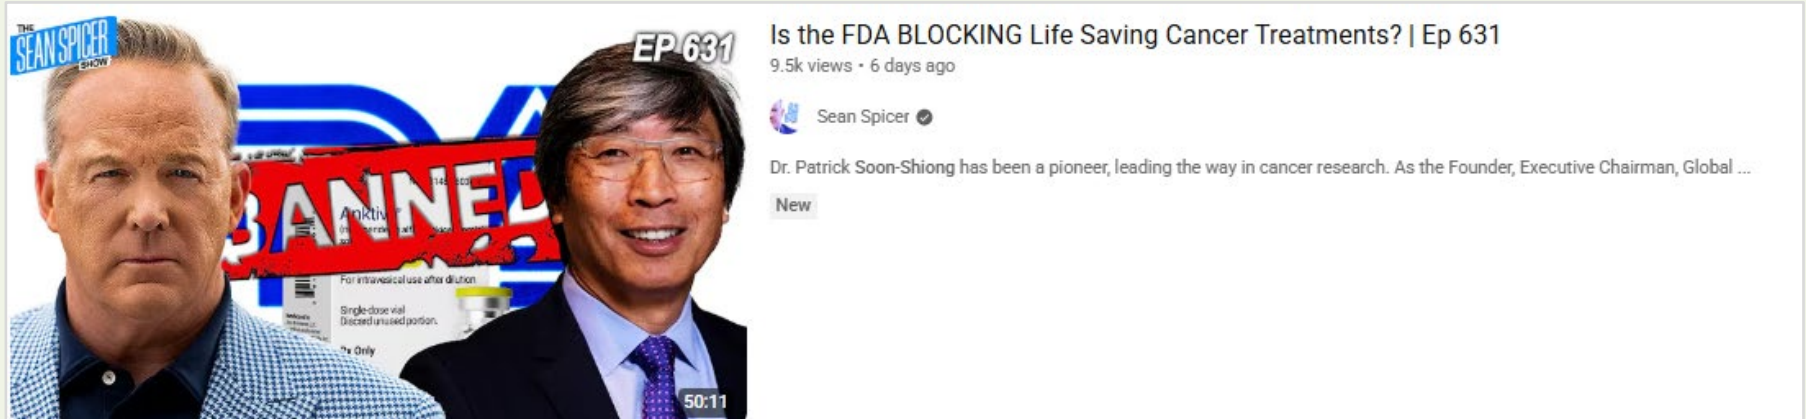 THE
SEAN SPICER
SHOW
EP 631
BANNED
Anktiva
For intravesical use after dilution
Single-dose vial
Discard unused portion.
Rx Only
50:11
Is the FDA BLOCKING Life Saving Cancer Treatments? | Ep 631
9.5k views • 6 days ago
Sean Spicer
Dr. Patrick Soon-Shiong has been a pioneer, leading the way in cancer research. As the Founder, Executive Chairman, Global ...
New